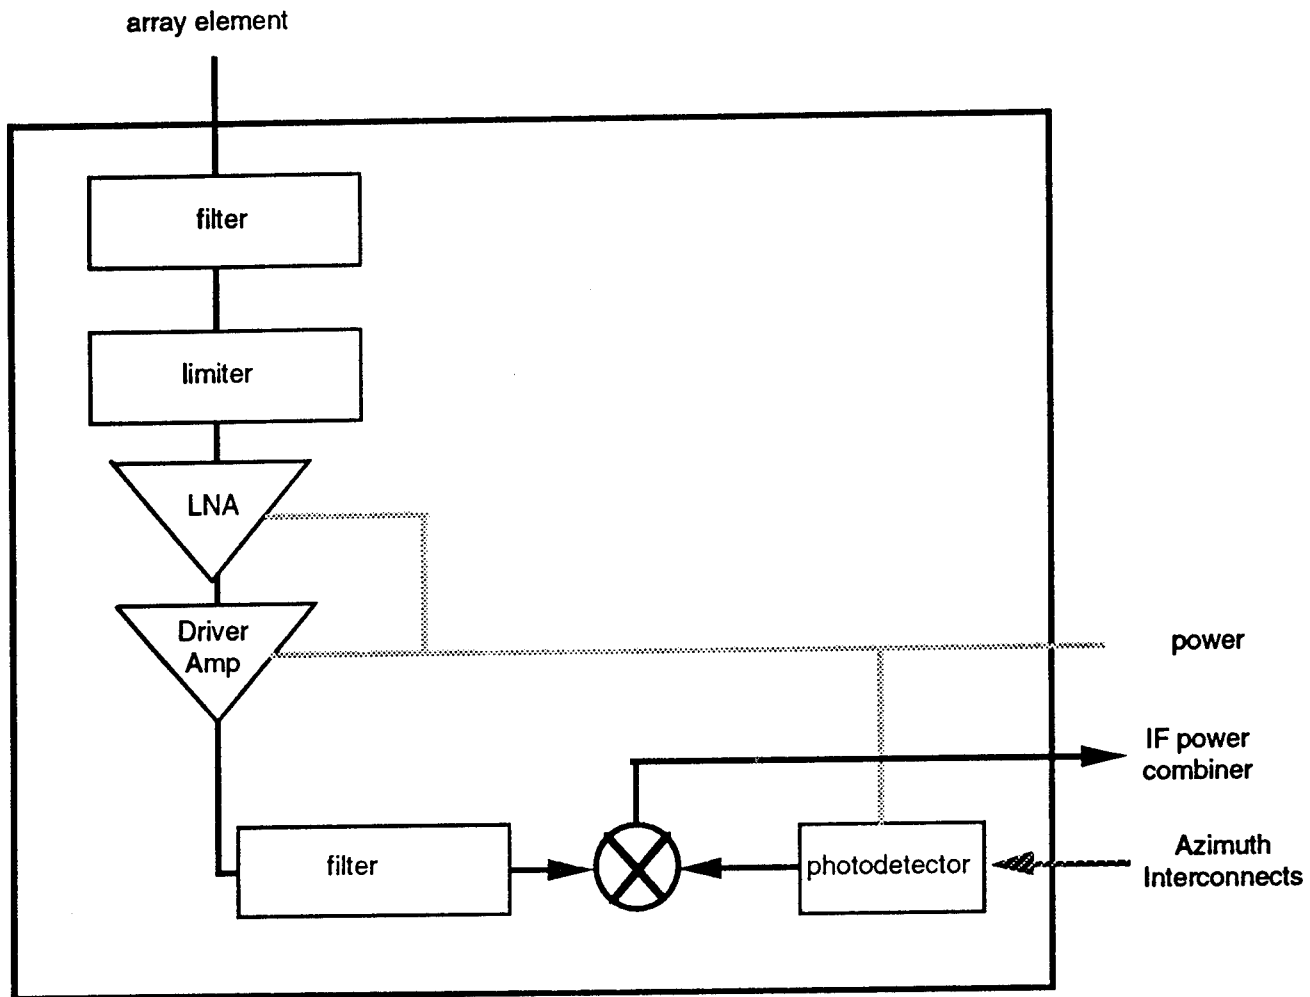 array element
filter
limiter
LNA
Driver
Amp
power
IF power
combiner
filter
photodetector
Azimuth
Interconnects